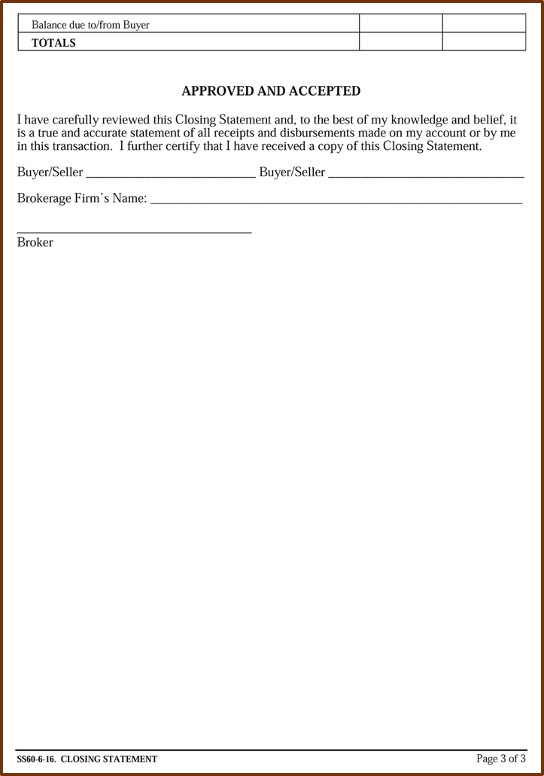 Balance due to/from Buyer
TOTALS
APPROVED AND ACCEPTED
I have carefully reviewed this Closing Statement and, to the best of my knowledge and belief, it
is a true and accurate statement of all receipts and disbursements made on my account or by me
in this transaction.  I further certify that I have received a copy of this Closing Statement.
Buyer/Seller __________________________ Buyer/Seller ______________________________
Brokerage Firm's Name: _________________________________________________________
____________________________________
Broker
SS60-6-16.  CLOSING STATEMENT Page 3 of 3